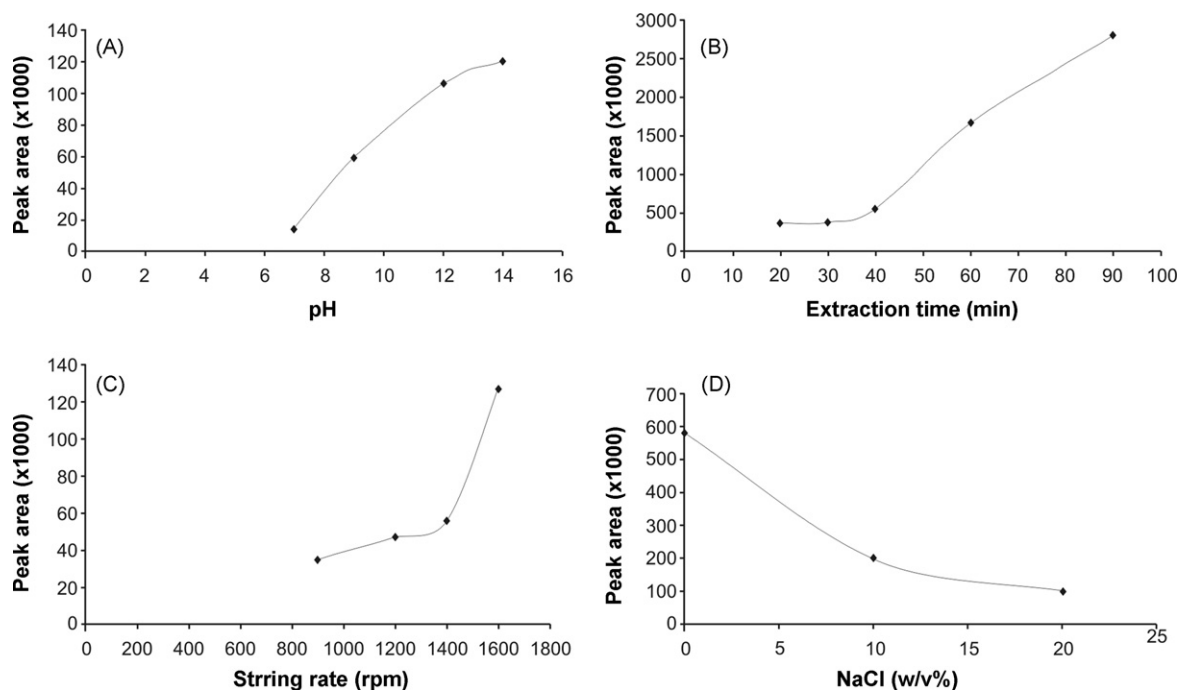 (A)
Peak area (x1000)
140
120
100
80
60
40
20
0
0 2 4 6 8 10 12 14 16
pH
(B)
Peak area (x1000)
3000
2500
2000
1500
1000
500
0
0 10 20 30 40 50 60 70 80 90 100
Extraction time (min)
(C)
Peak area (x1000)
140
120
100
80
60
40
20
0
0 200 400 600 800 1000 1200 1400 1600 1800
Strring rate (rpm)
(D)
Peak area (x1000)
700
600
500
400
300
200
100
0
0 5 10 15 20 25
NaCl (w/v%)